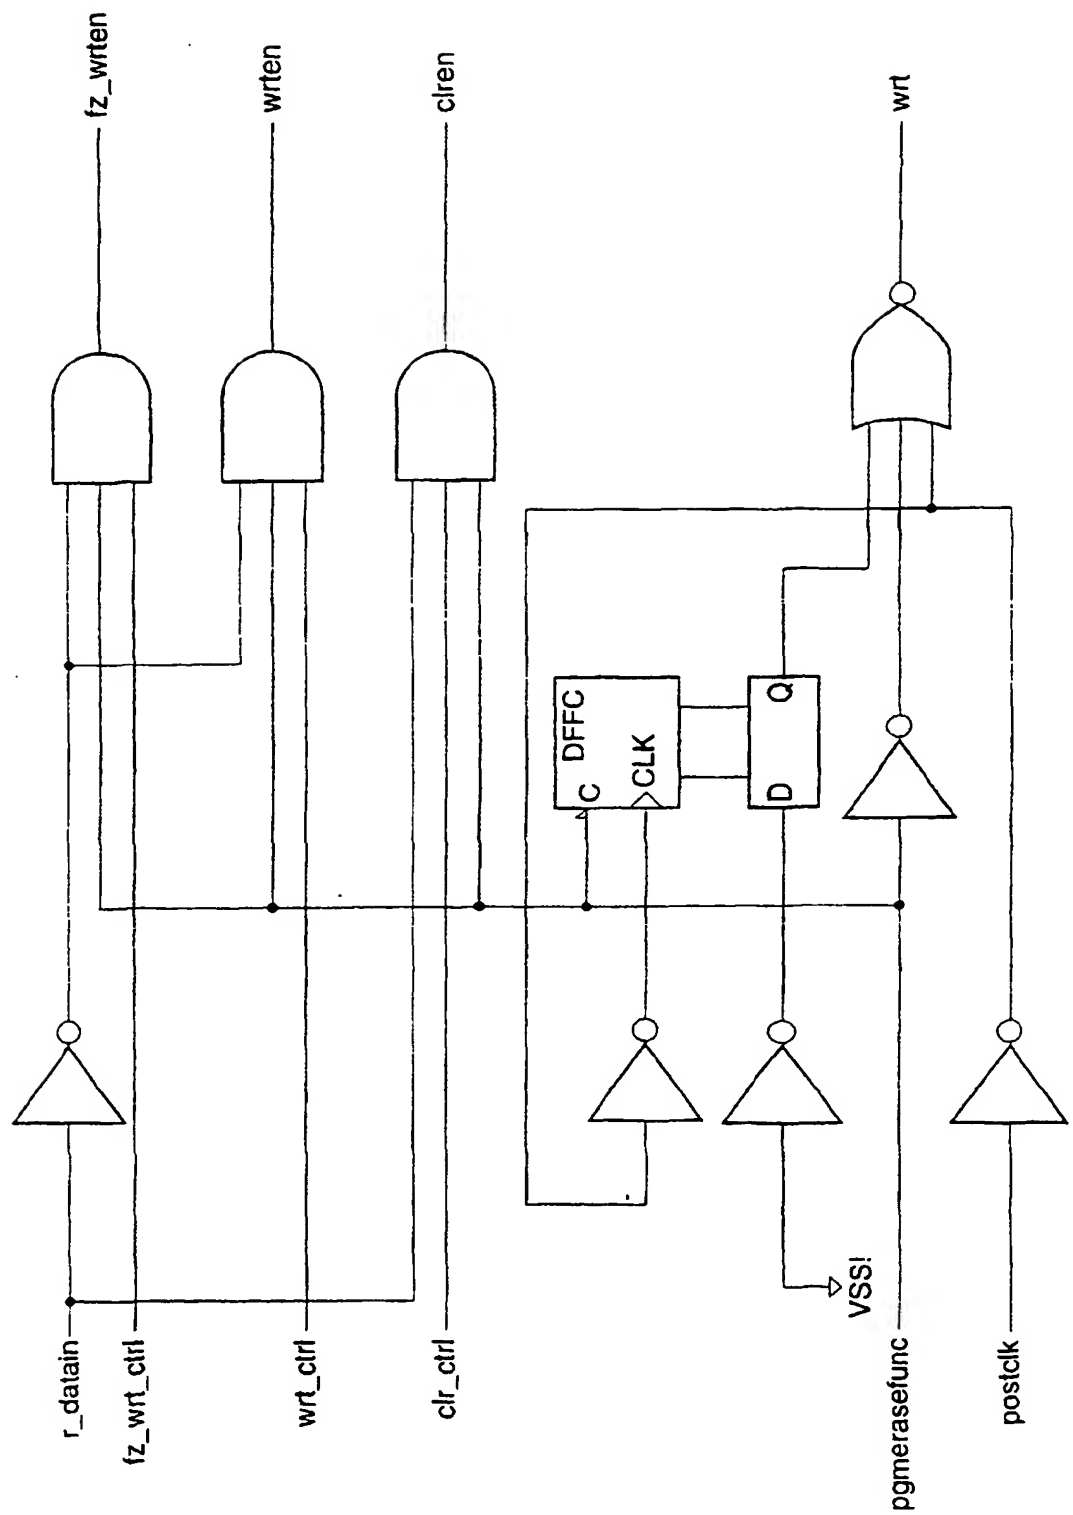 r_datain
fz_wrt_ctrl
wrt_ctrl
clr_ctrl
pgmerasefunc
postclk
VSS!
C
DFFC
CLK
D
Q
fz_wrten
wrten
clren
wrt